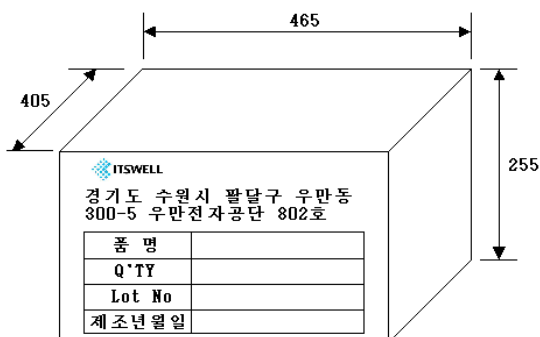 465
405
255
ITSWELL
경기도 수원시 팔달구 우만동
300-5 우만전자공단 802호
품 명
Q'TY
Lot No
제조년월일